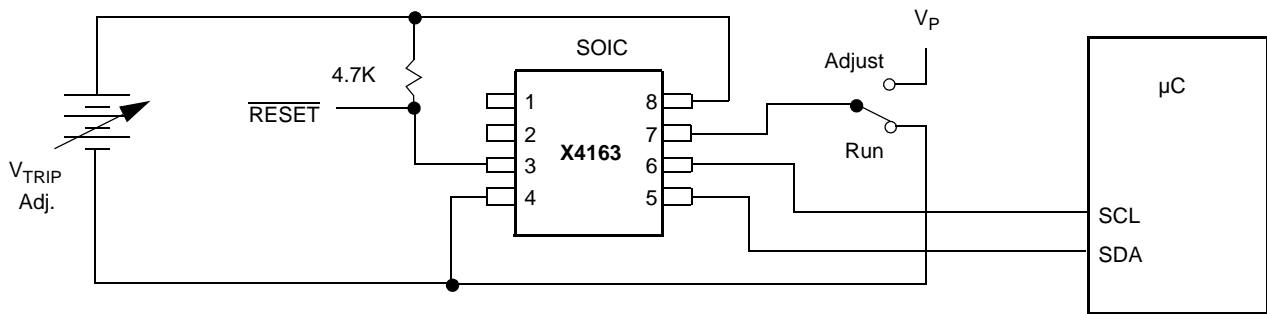 V_P
SOIC
Adjust
4.7K
µC
RESET
1 8
2 7
X4163
3 6
4 5
Run
V_TRIP
Adj.
SCL
SDA